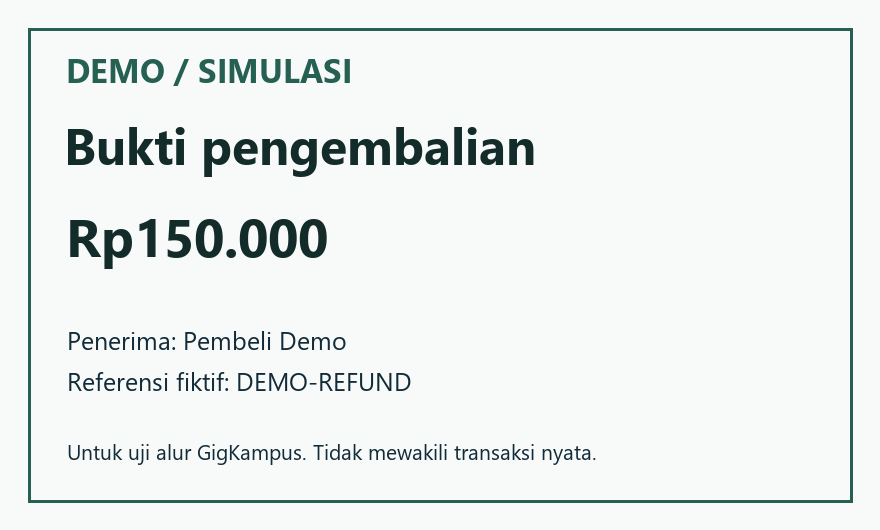 DEMO / SIMULASI
Bukti pengembalian
Rp150.000
Penerima: Pembeli Demo
Referensi fiktif: DEMO-REFUND
Untuk uji alur GigKampus. Tidak mewakili transaksi nyata.